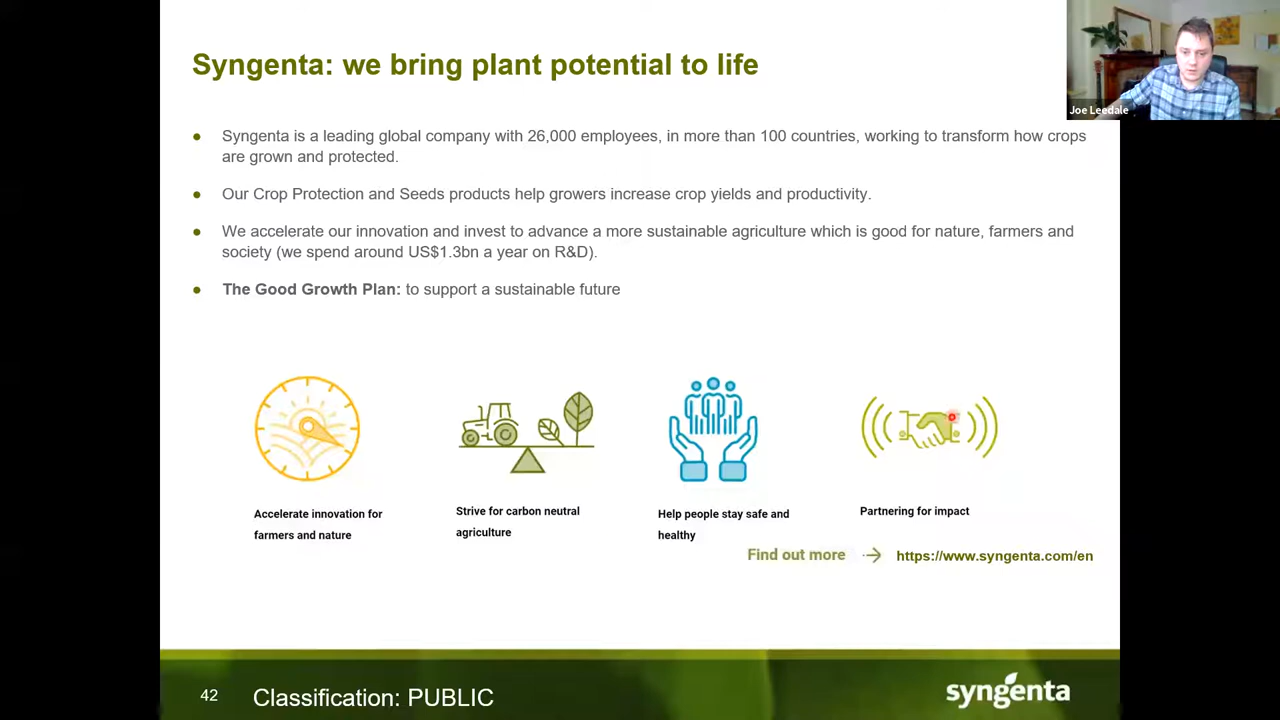 Syngenta: we bring plant potential to life
Joe Leedale
Syngenta is a leading global company with 26,000 employees, in more than 100 countries, working to transform how crops
are grown and protected.
Our Crop Protection and Seeds products help growers increase crop yields and productivity.
We accelerate our innovation and invest to advance a more sustainable agriculture which is good for nature, farmers and
society (we spend around US$1.3bn a year on R&D).
The Good Growth Plan: to support a sustainable future
Accelerate innovation for
farmers and nature
Strive for carbon neutral
agriculture
Help people stay safe and
healthy
Partnering for impact
Find out more
https://www.syngenta.com/en
42
Classification: PUBLIC
syngenta